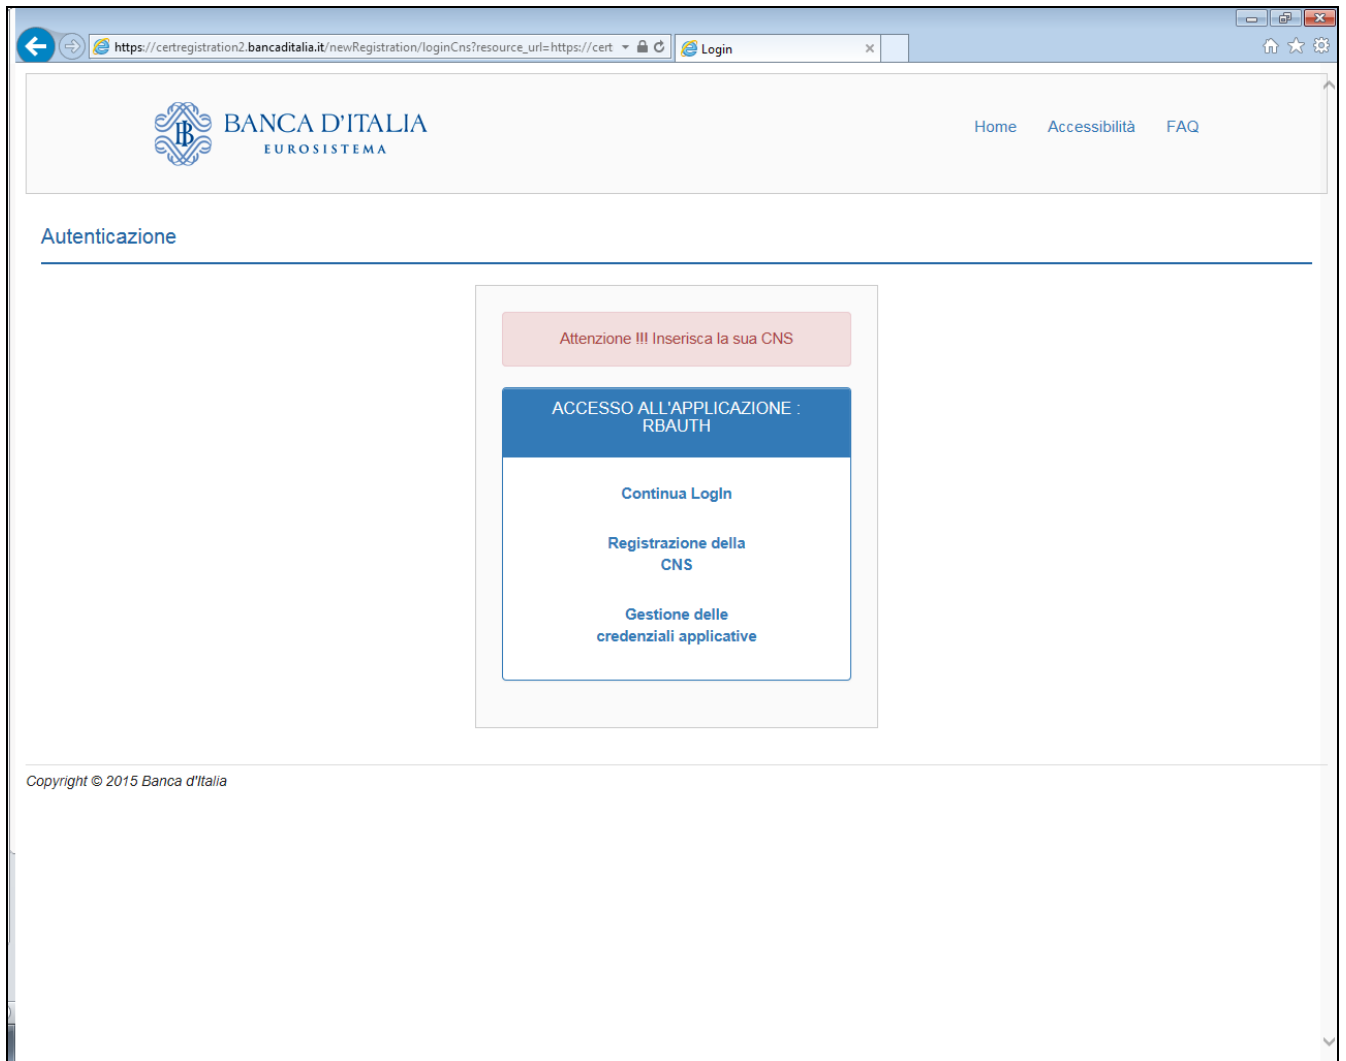 https://certregistration2.bancaditalia.it/newRegistration/loginCns?resource_url=https://cert
Login
BANCA D'ITALIA
EUROSISTEMA
Home Accessibilità FAQ
Autenticazione
Attenzione !!! Inserisca la sua CNS
ACCESSO ALL'APPLICAZIONE :
RBAUTH
Continua LogIn
Registrazione della
CNS
Gestione delle
credenziali applicative
Copyright © 2015 Banca d'Italia